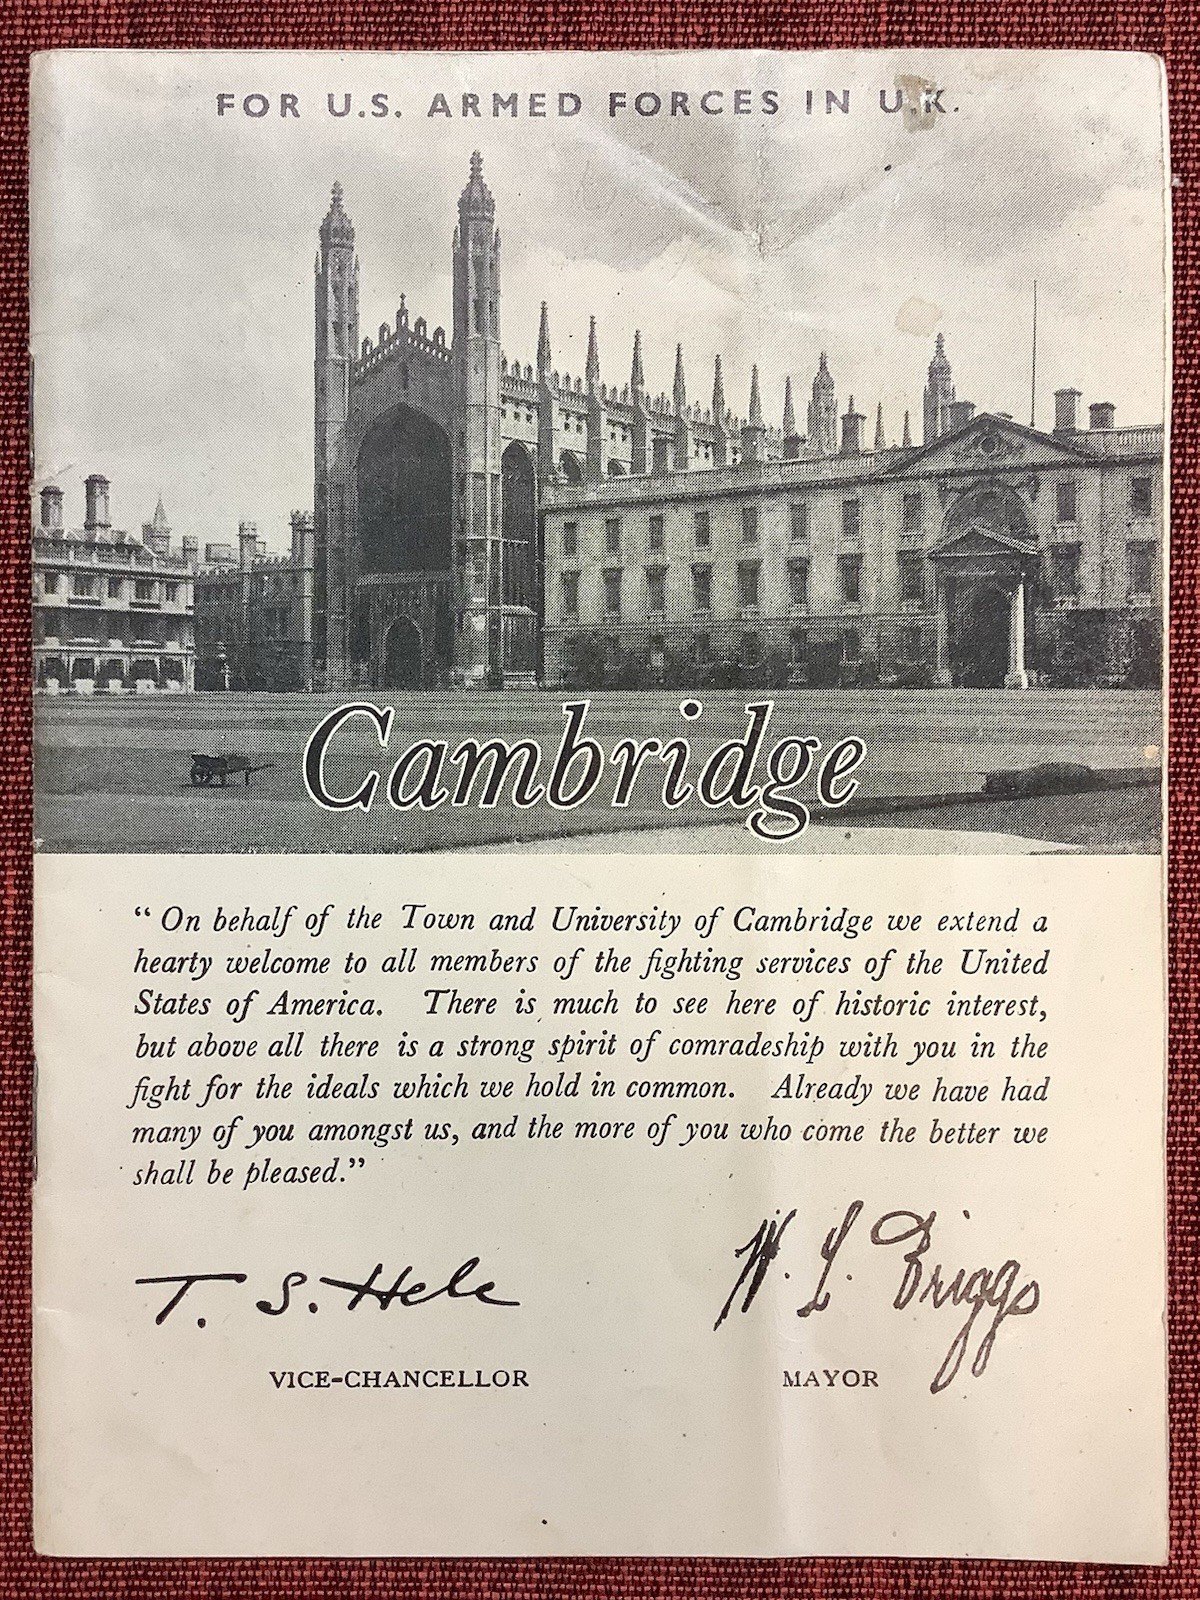 FOR U.S. ARMED FORCES IN U.K.
Cambridge
“ On behalf of the Town and University of Cambridge we extend a
hearty welcome to all members of the fighting services of the United
States of America. There is much to see here of historic interest,
but above all there is a strong spirit of comradeship with you in the
fight for the ideals which we hold in common. Already we have had
many of you amongst us, and the more of you who come the better we
shall be pleased.”
T. S. Hele
W. L. Briggs
VICE-CHANCELLOR
MAYOR